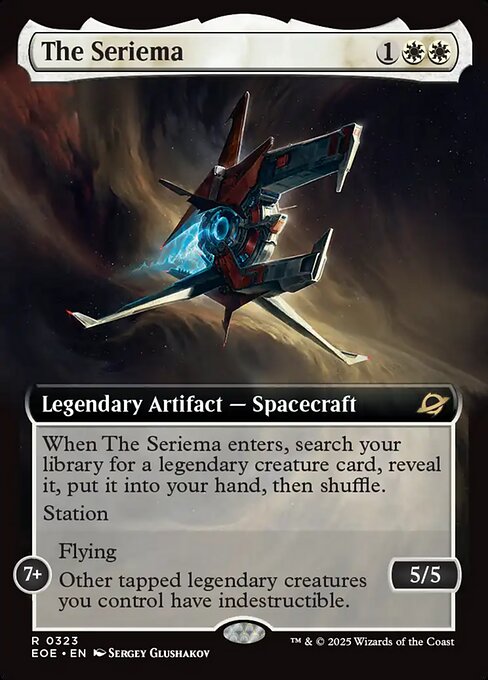 The Seriema 1
Legendary Artifact — Spacecraft
When The Seriema enters, search your
library for a legendary creature card, reveal
it, put it into your hand, then shuffle.
Station
Flying
7+
Other tapped legendary creatures
you control have indestructible.
5/5
R 0323
EOE • EN SERGEY GLUSHAKOV
™ & © 2025 Wizards of the Coast